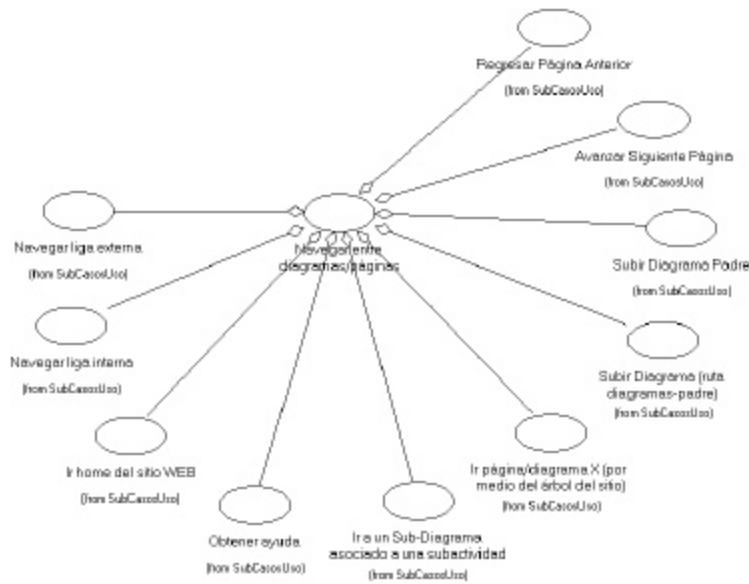 Regresar Página Anterior
(from SubCasosUso)
Avanzar Siguiente Página
(from SubCasosUso)
Navegar liga externa
(from SubCasosUso)
Navegar entre
diagramas/páginas
Subir Diagrama Padre
(from SubCasosUso)
Navegar liga interna
(from SubCasosUso)
Subir Diagrama (ruta
diagramas-padre)
(from SubCasosUso)
Ir home del sitio WEB
(from SubCasosUso)
Ir página/diagrama X (por
medio del árbol del sitio)
(from SubCasosUso)
Obtener ayuda
(from SubCasosUso)
Ir a un Sub-Diagrama
asociado a una subactividad
(from SubCasosUso)